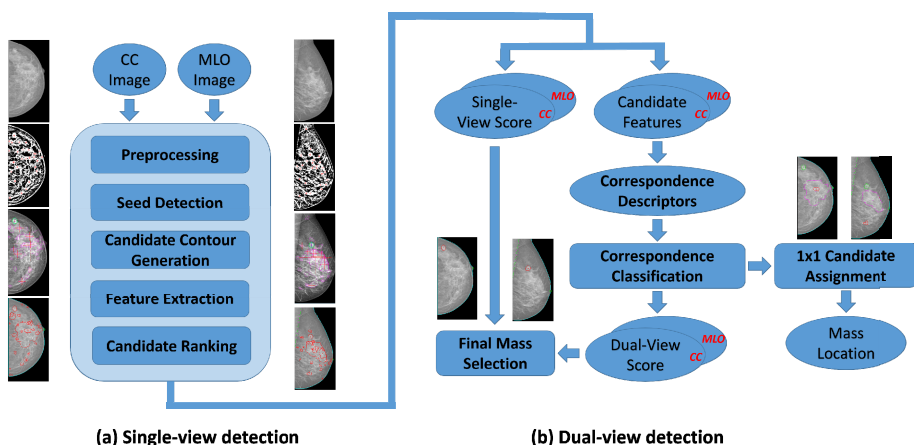 CC
Image
MLO
Image
Preprocessing
Seed Detection
Candidate Contour
Generation
Feature Extraction
Candidate Ranking
(a) Single-view detection
Single-
View Score
MLO
CC
Candidate
Features
MLO
CC
Correspondence
Descriptors
Correspondence
Classification
1x1 Candidate
Assignment
Final Mass
Selection
Dual-View
Score
MLO
CC
Mass
Location
(b) Dual-view detection